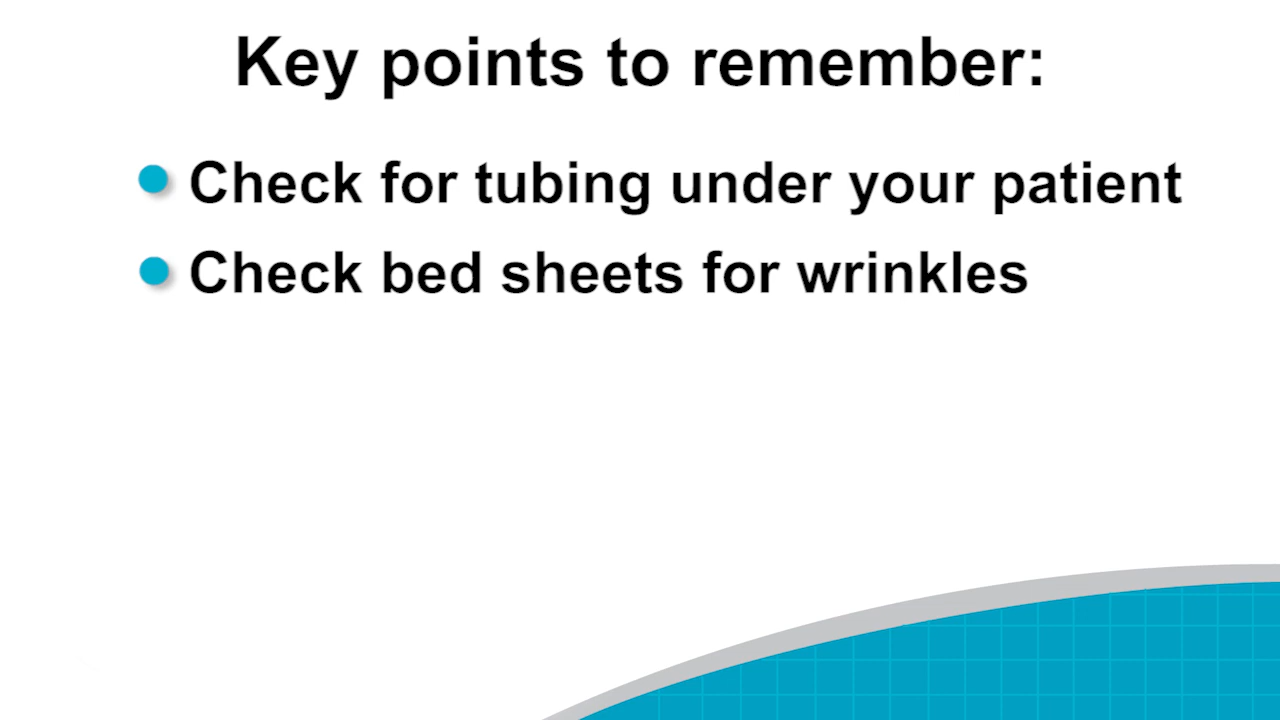 Key points to remember:
Check for tubing under your patient
Check bed sheets for wrinkles